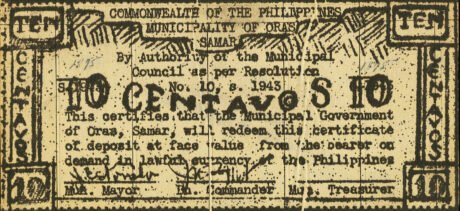 TEN COMMONWEALTE OF THE PHILIPPINES TEN
MUNICIPALITY OF ORAS
SAMAR
By Authority of the Municipal
Council as per Resolution
No. 10, s. 1943
10 CENTAVOS 10
CENTAVOS CENTAVOS
This certifies that the Municipal Government
of Oras, Samar, will redeem this certificate
of deposit at face value from the bearer on
demand in lawful currency of the Philippines
Mun. Mayor Bn. Commander Mun. Treasurer
10 10